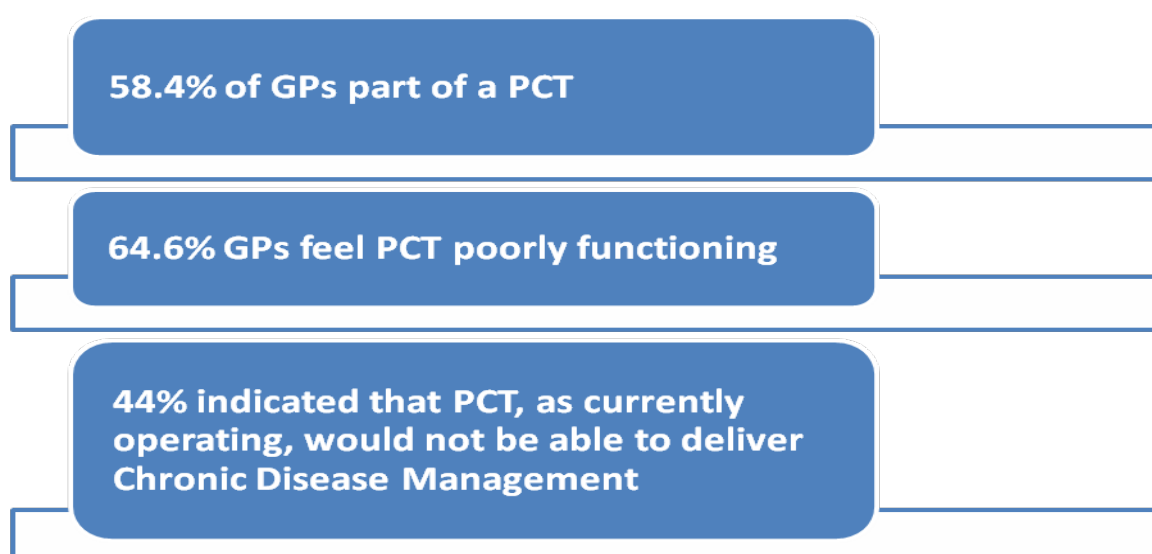 58.4% of GPs part of a PCT
64.6% GPs feel PCT poorly functioning
44% indicated that PCT, as currently
operating, would not be able to deliver
Chronic Disease Management